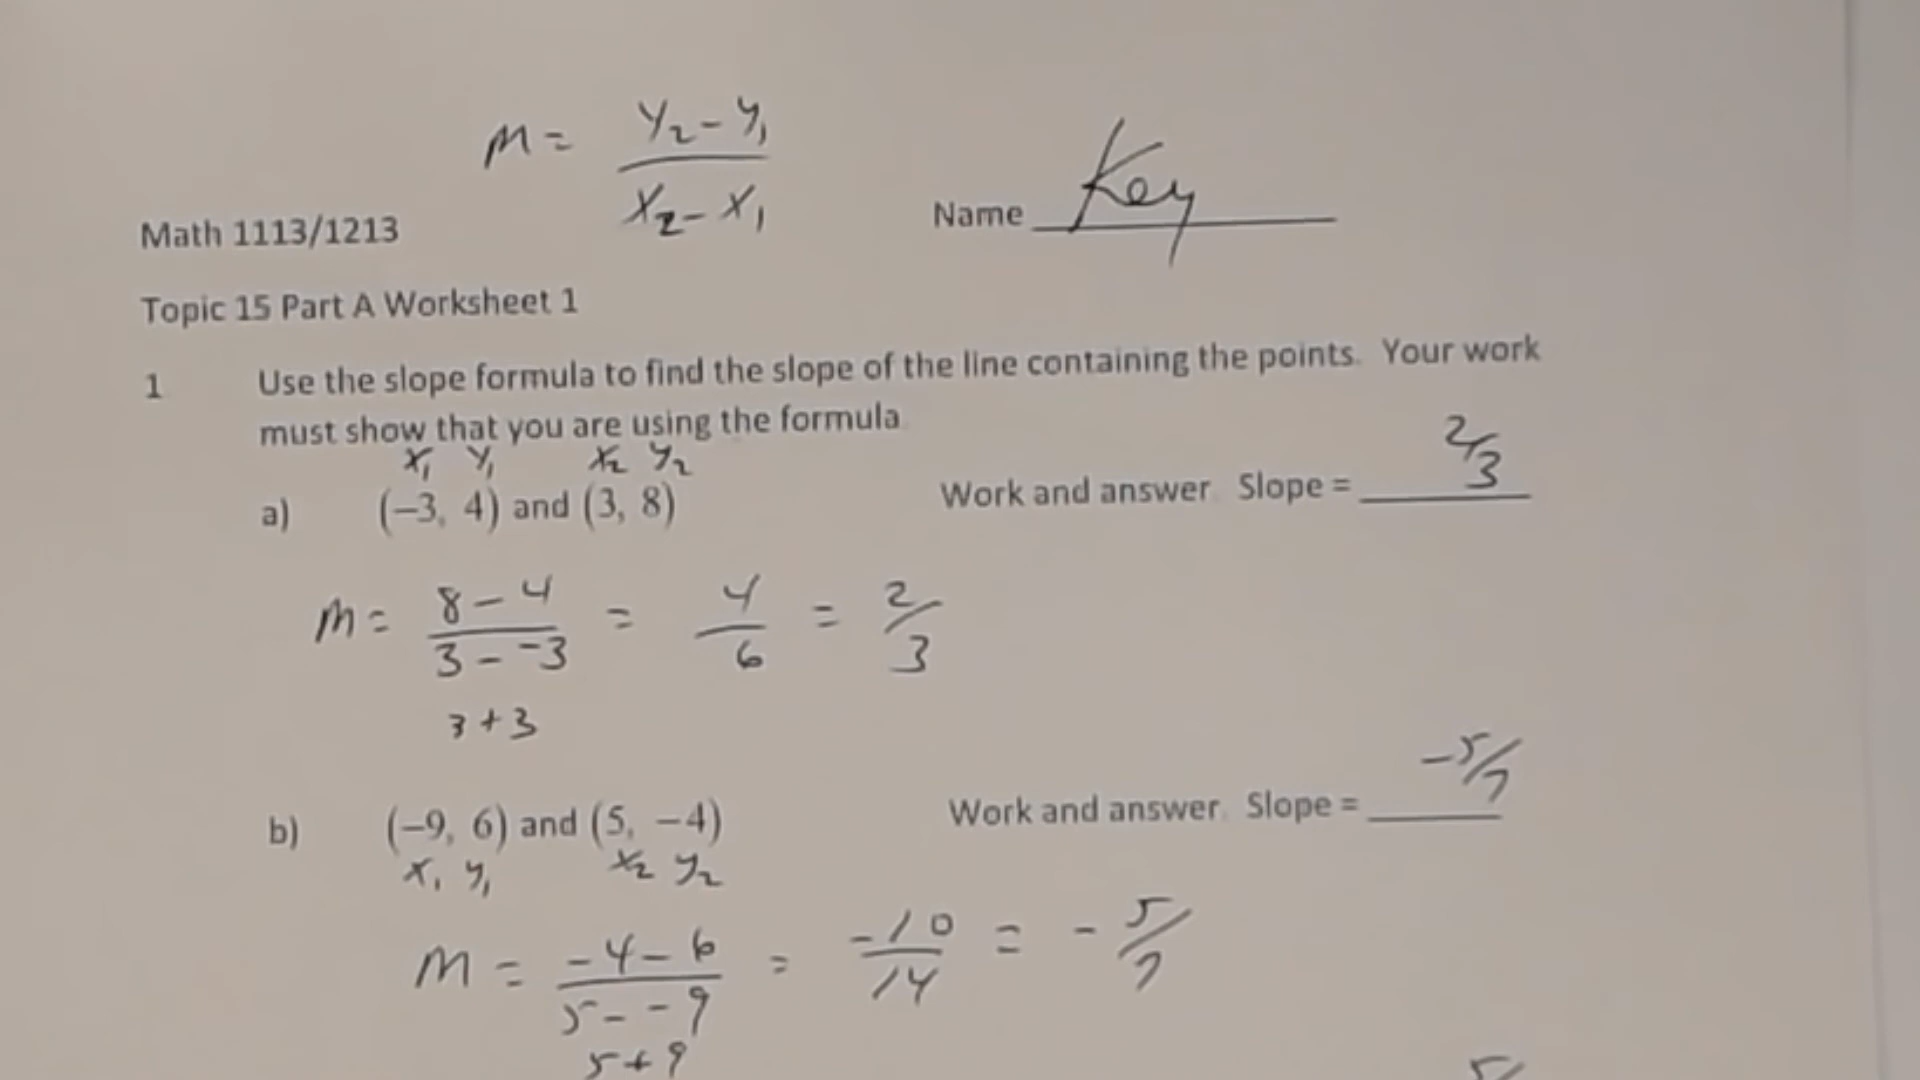 m = y₂ - y₁ / x₂ - x₁
Name Key
Math 1113/1213
Topic 15 Part A Worksheet 1
1 Use the slope formula to find the slope of the line containing the points. Your work
must show that you are using the formula
x₁ y₁ x₂ y₂
a) (−3, 4) and (3, 8) Work and answer Slope = 2/3
m = 8 - 4 / 3 - -3 = 4/6 = 2/3
3 + 3
b) (−9, 6) and (5, −4) Work and answer. Slope = -5/7
x₁ y₁ x₂ y₂
m = -4 - 6 / 5 - -9 = -10/14 = - 5/7
5 + 9